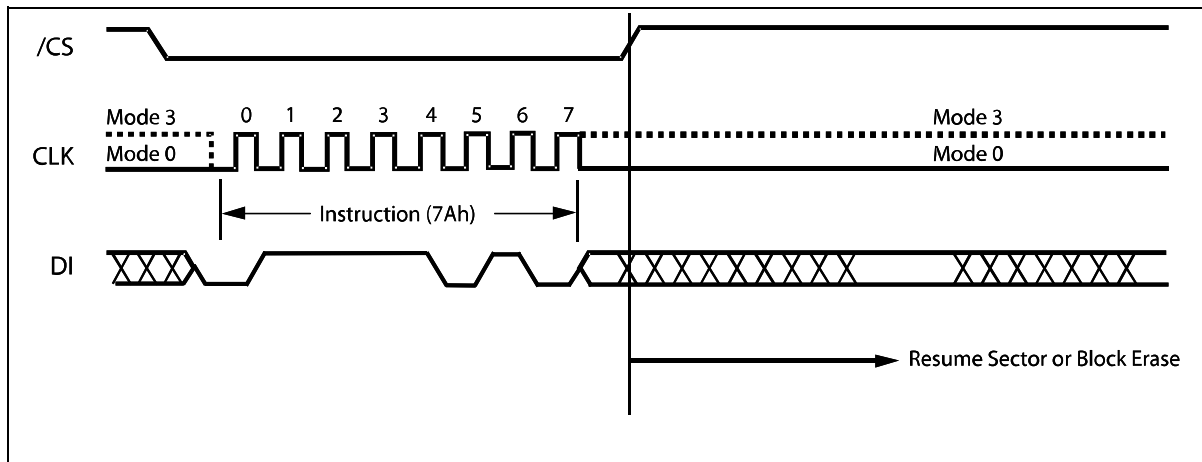 /CS
Mode 3
0 1 2 3 4 5 6 7
Mode 3
CLK
Mode 0
Mode 0
Instruction (7Ah)
DI
Resume Sector or Block Erase